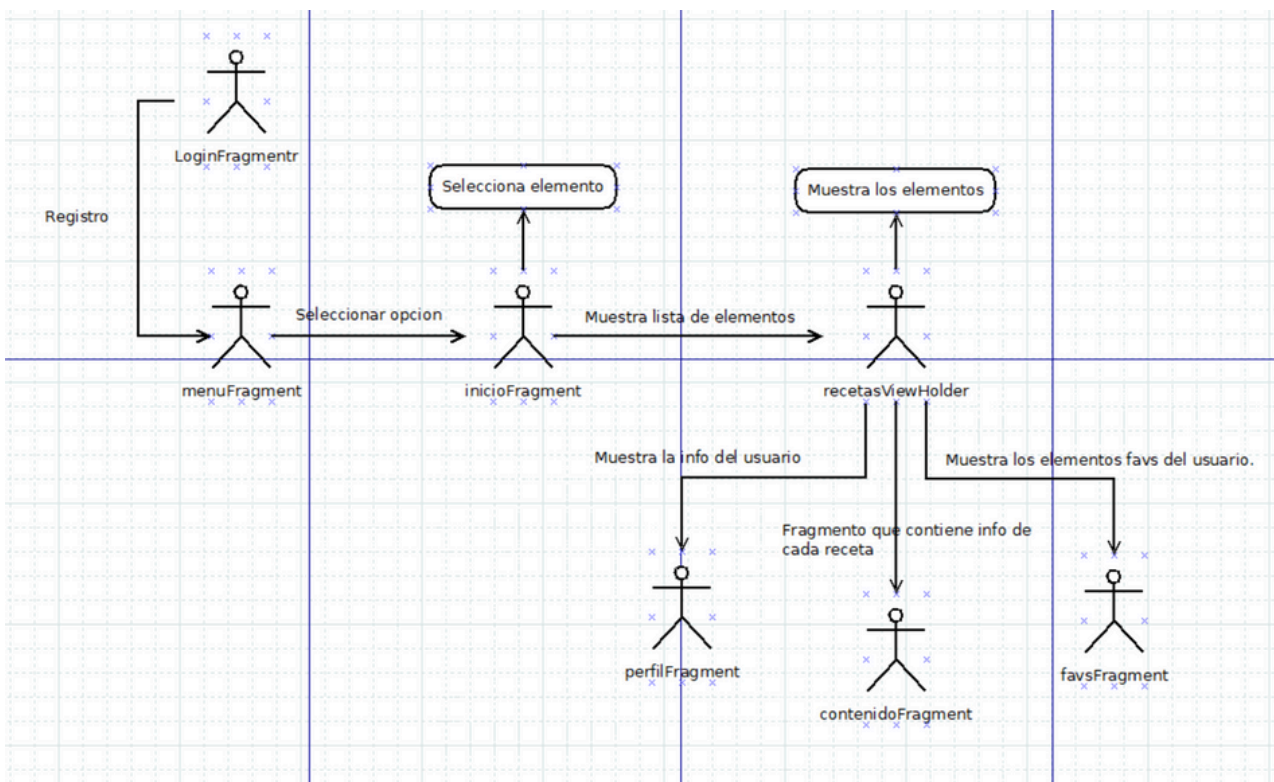 LoginFragmentr
Selecciona elemento
Muestra los elementos
Registro
Seleccionar opcion
Muestra lista de elementos
menuFragment
inicioFragment
recetasViewHolder
Muestra la info del usuario
Muestra los elementos favs del usuario.
Fragmento que contiene info de
cada receta
perfilFragment
favsFragment
contenidoFragment